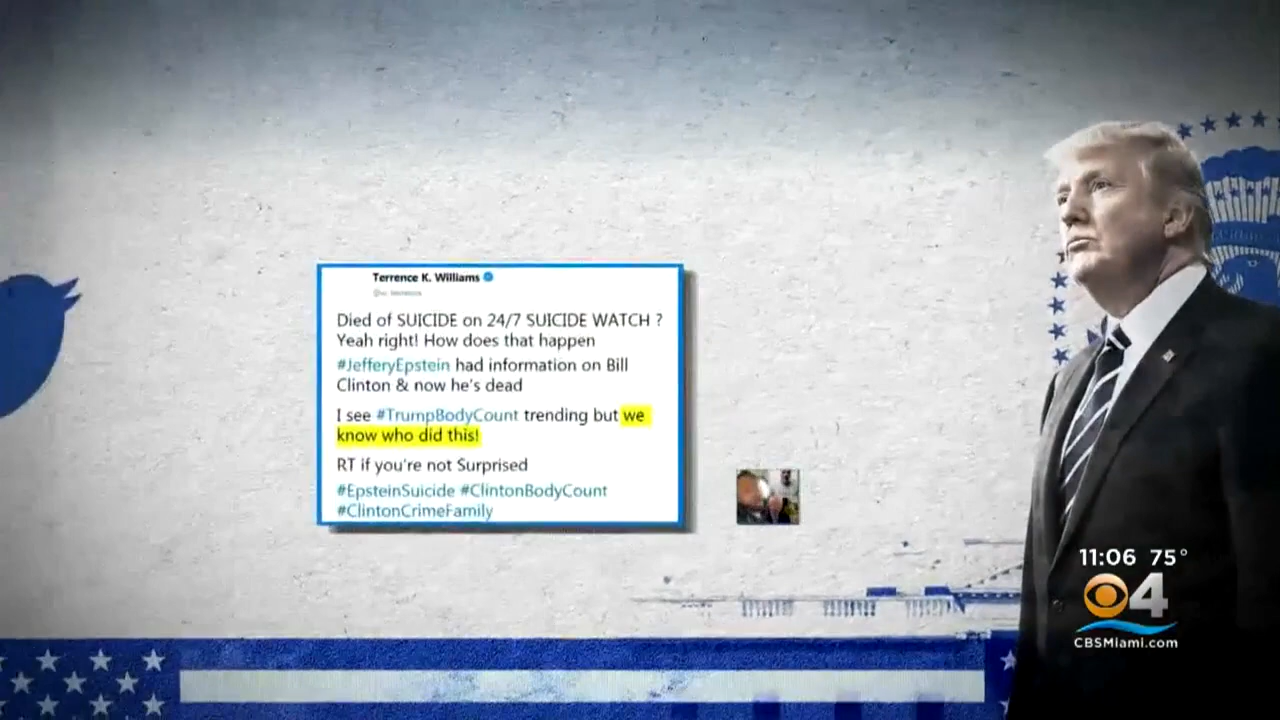 Terrence K. Williams
Died of SUICIDE on 24/7 SUICIDE WATCH ?
Yeah right! How does that happen
#JefferyEpstein had information on Bill
Clinton & now he's dead
I see #TrumpBodyCount trending but we
know who did this!
RT if you're not Surprised
#EpsteinSuicide #ClintonBodyCount
#ClintonCrimeFamily
11:06 75°
4
CBSMiami.com